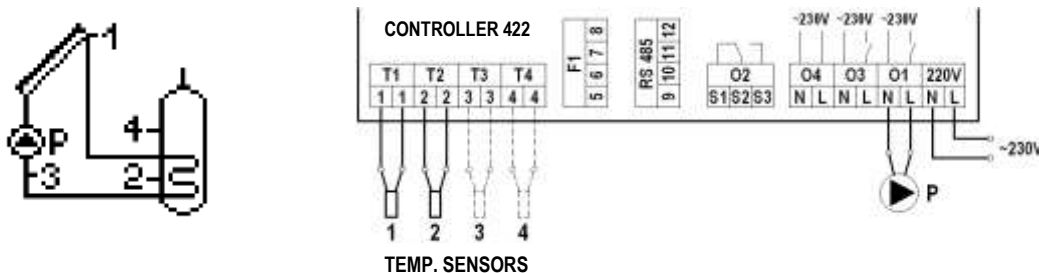 1
4
P
3
2
CONTROLLER 422
T1 T2 T3 T4
1 1 2 2 3 3 4 4
F1
5 6 7 8
RS 485
9 10 11 12
O2
S1 S2 S3
~230V ~230V ~230V
O4 O3 O1 220V
N L N L N L N L
~230V
P
1 2 3 4
TEMP. SENSORS